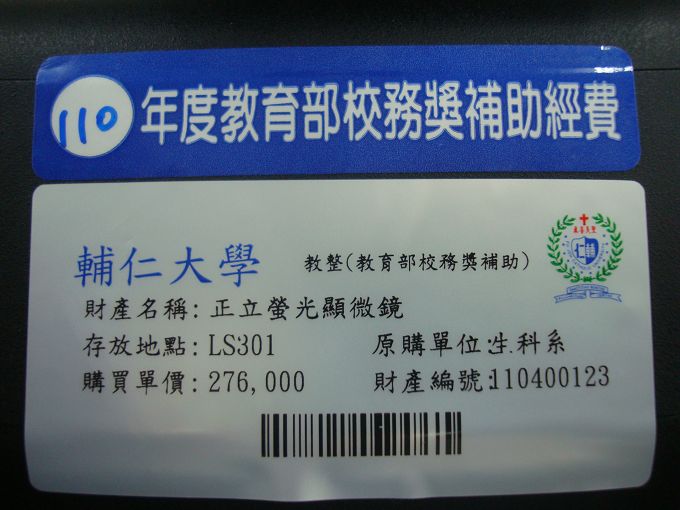 110年度教育部校務獎補助經費
輔仁大學 教整(教育部校務獎補助)
財產名稱: 正立螢光顯微鏡
存放地點: LS301 原購單位:生科系
購買單價: 276,000 財產編號:110400123